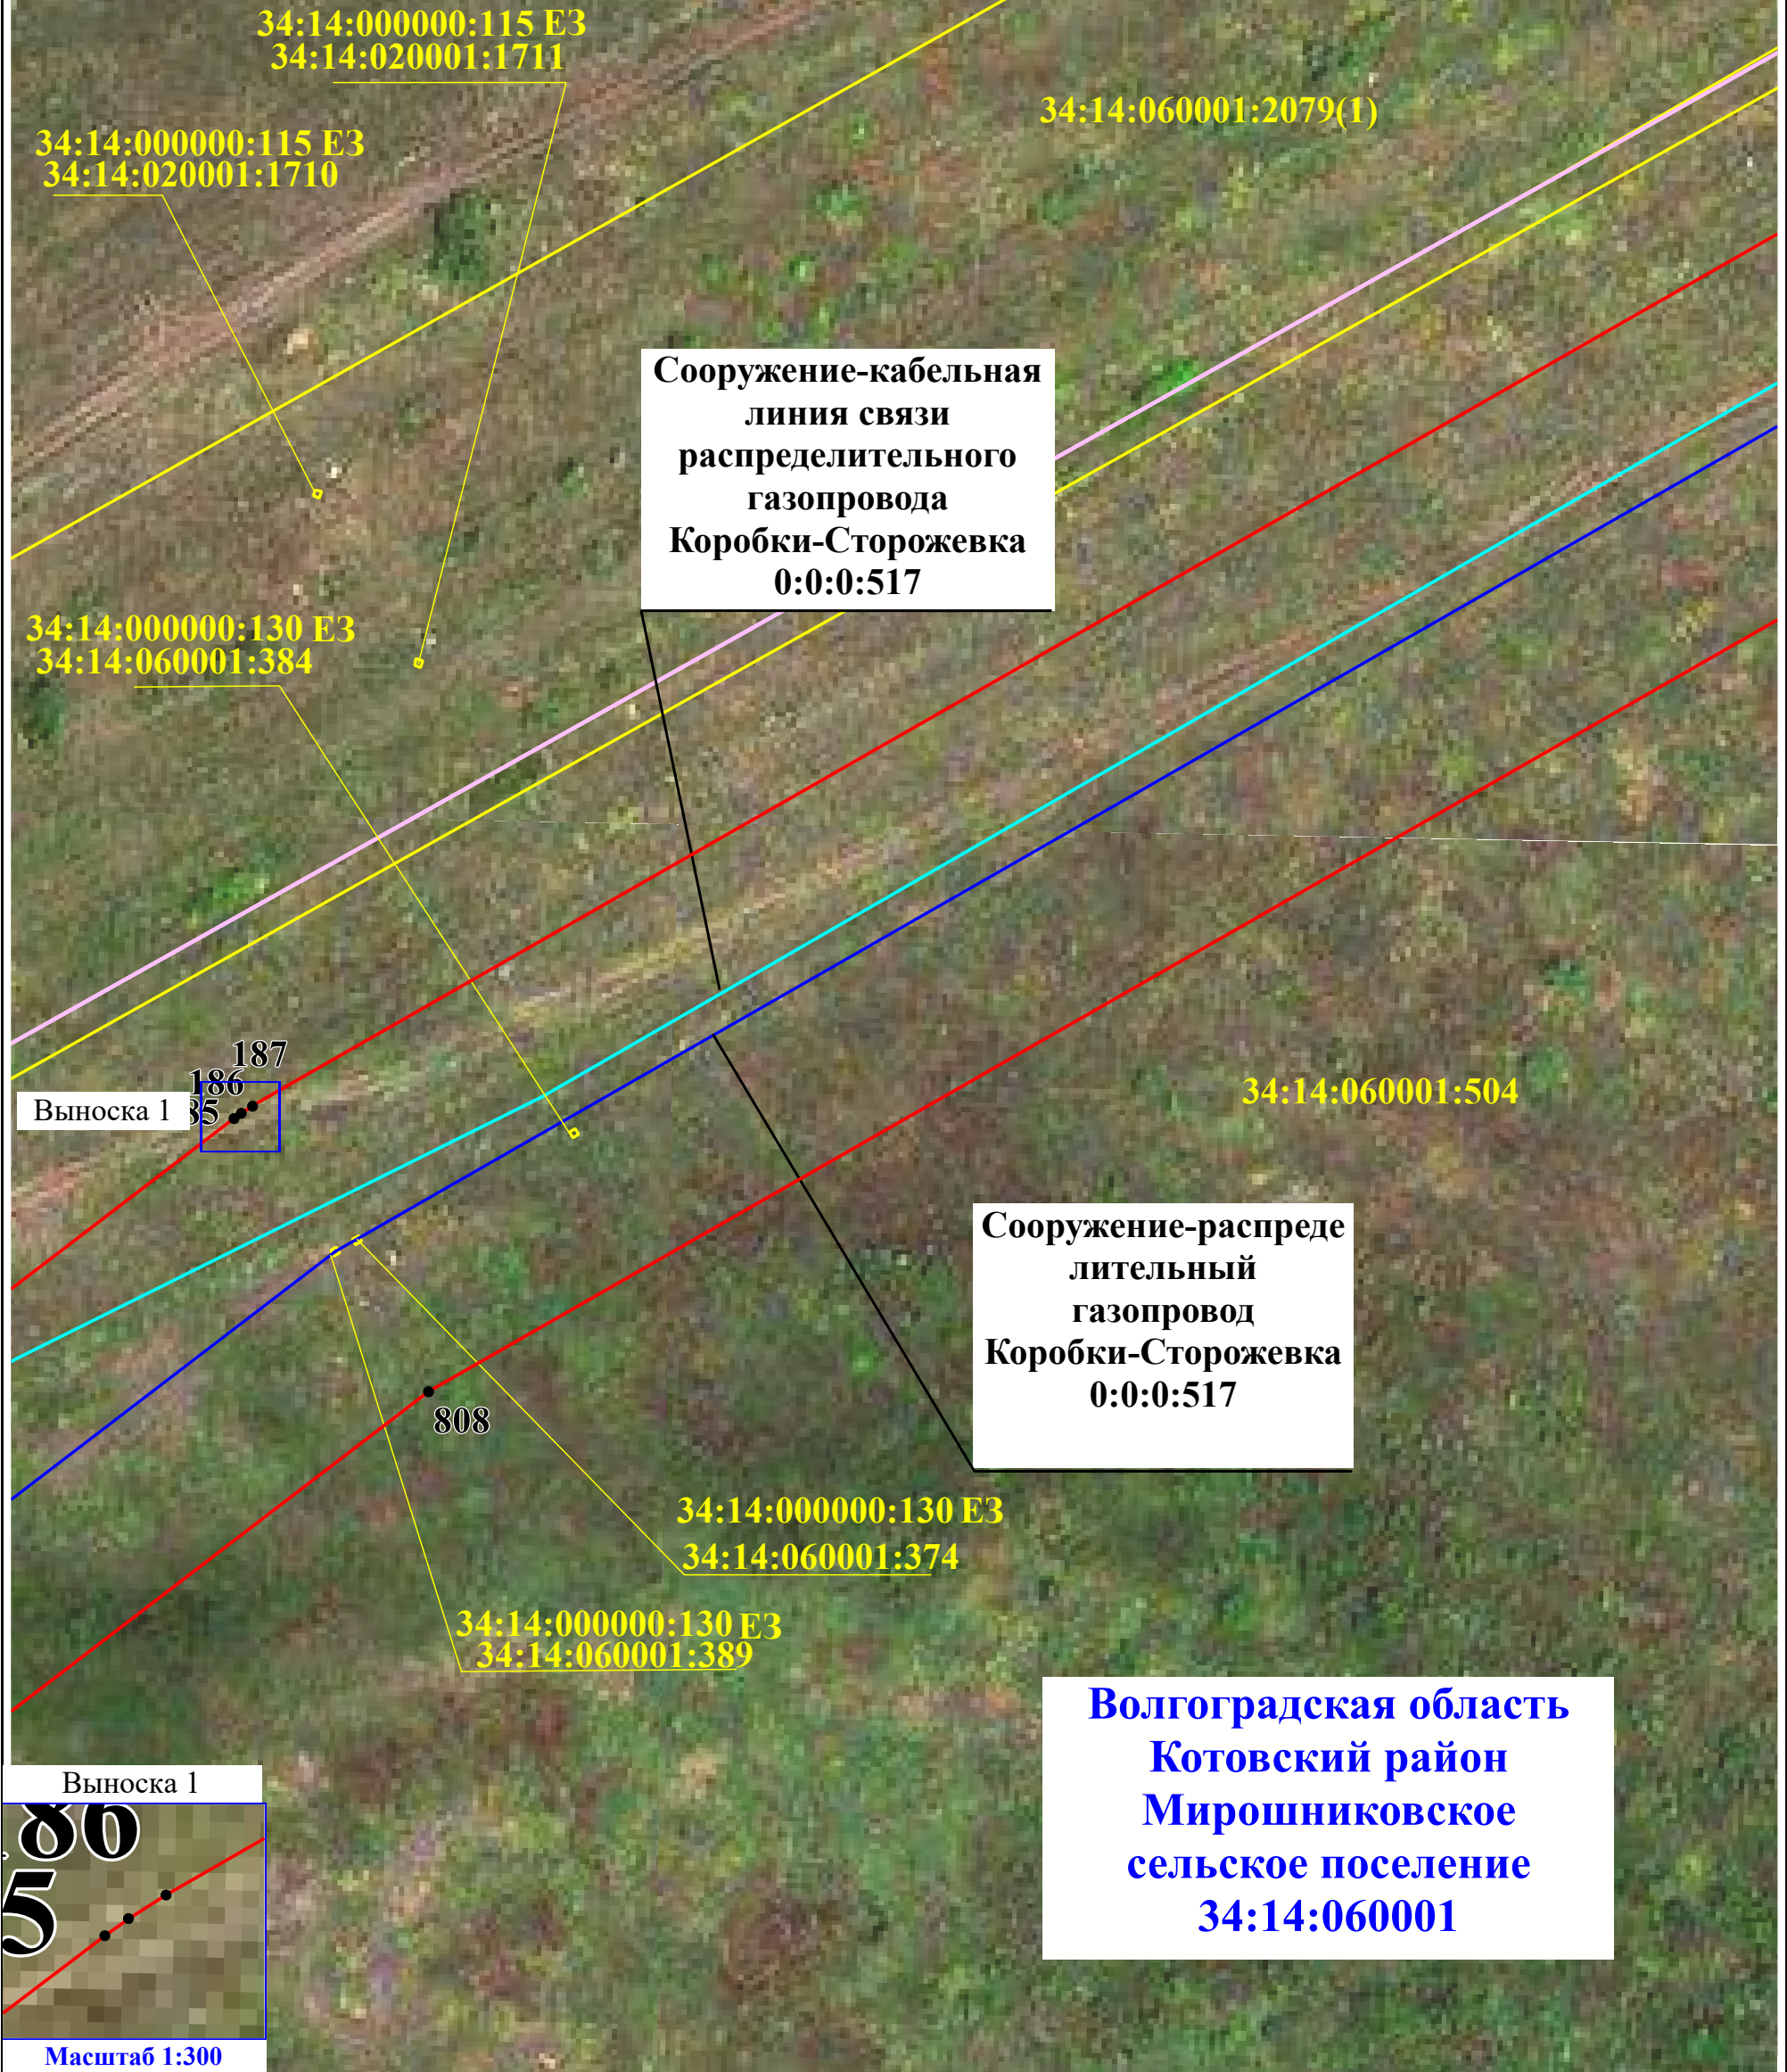 34:14:000000:115 ЕЗ
34:14:020001:1711
34:14:060001:2079(1)
34:14:000000:115 ЕЗ
34:14:020001:1710
Сооружение-кабельная
линия связи
распределительного
газопровода
Коробки-Сторожевка
0:0:0:517
34:14:000000:130 ЕЗ
34:14:060001:384
187
186
85
Выноска 1
34:14:060001:504
Сооружение-распреде
лительный
газопровод
Коробки-Сторожевка
0:0:0:517
808
34:14:000000:130 ЕЗ
34:14:060001:374
34:14:000000:130 ЕЗ
34:14:060001:389
Волгоградская область
Котовский район
Мирошниковское
сельское поселение
34:14:060001
Выноска 1
86
5
Масштаб 1:300